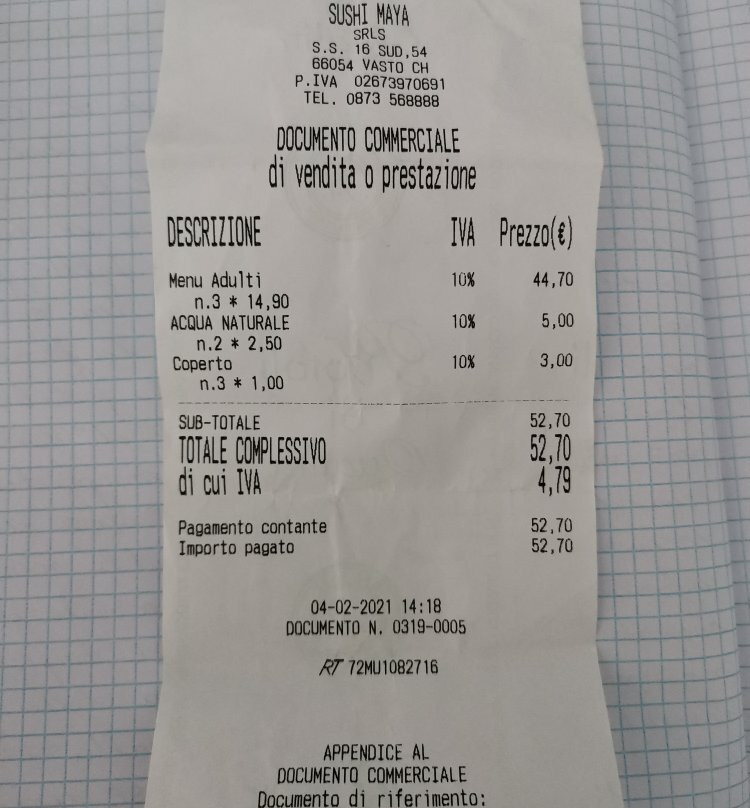 SUSHI MAYA
SRLS
S.S. 16 SUD,54
66054 VASTO CH
P.IVA 02673970691
TEL. 0873 568888
DOCUMENTO COMMERCIALE
di vendita o prestazione
DESCRIZIONE IVA Prezzo(€)
Menu Adulti 10% 44,70
n.3 * 14,90
ACQUA NATURALE 10% 5,00
n.2 * 2,50
Coperto 10% 3,00
n.3 * 1,00
SUB-TOTALE 52,70
TOTALE COMPLESSIVO 52,70
di cui IVA 4,79
Pagamento contante 52,70
Importo pagato 52,70
04-02-2021 14:18
DOCUMENTO N. 0319-0005
RT 72MU1082716
APPENDICE AL
DOCUMENTO COMMERCIALE
Documento di riferimento: